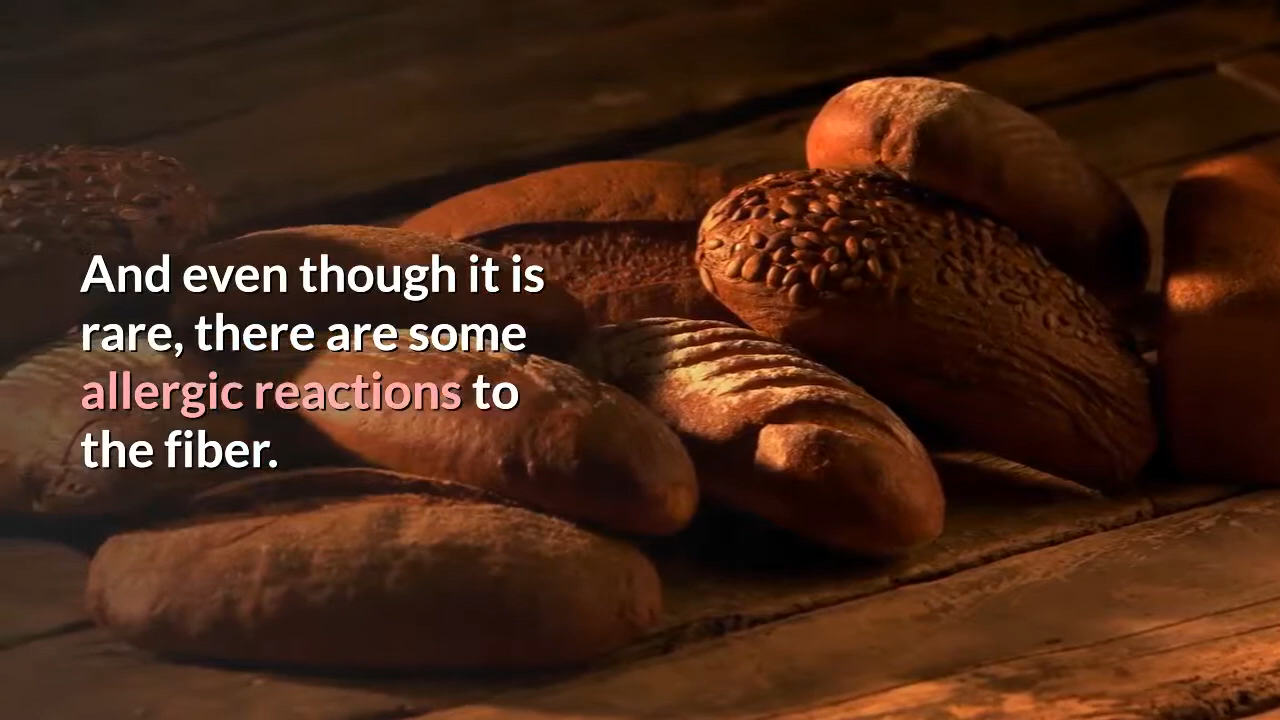 And even though it is
rare, there are some
allergic reactions to
the fiber.